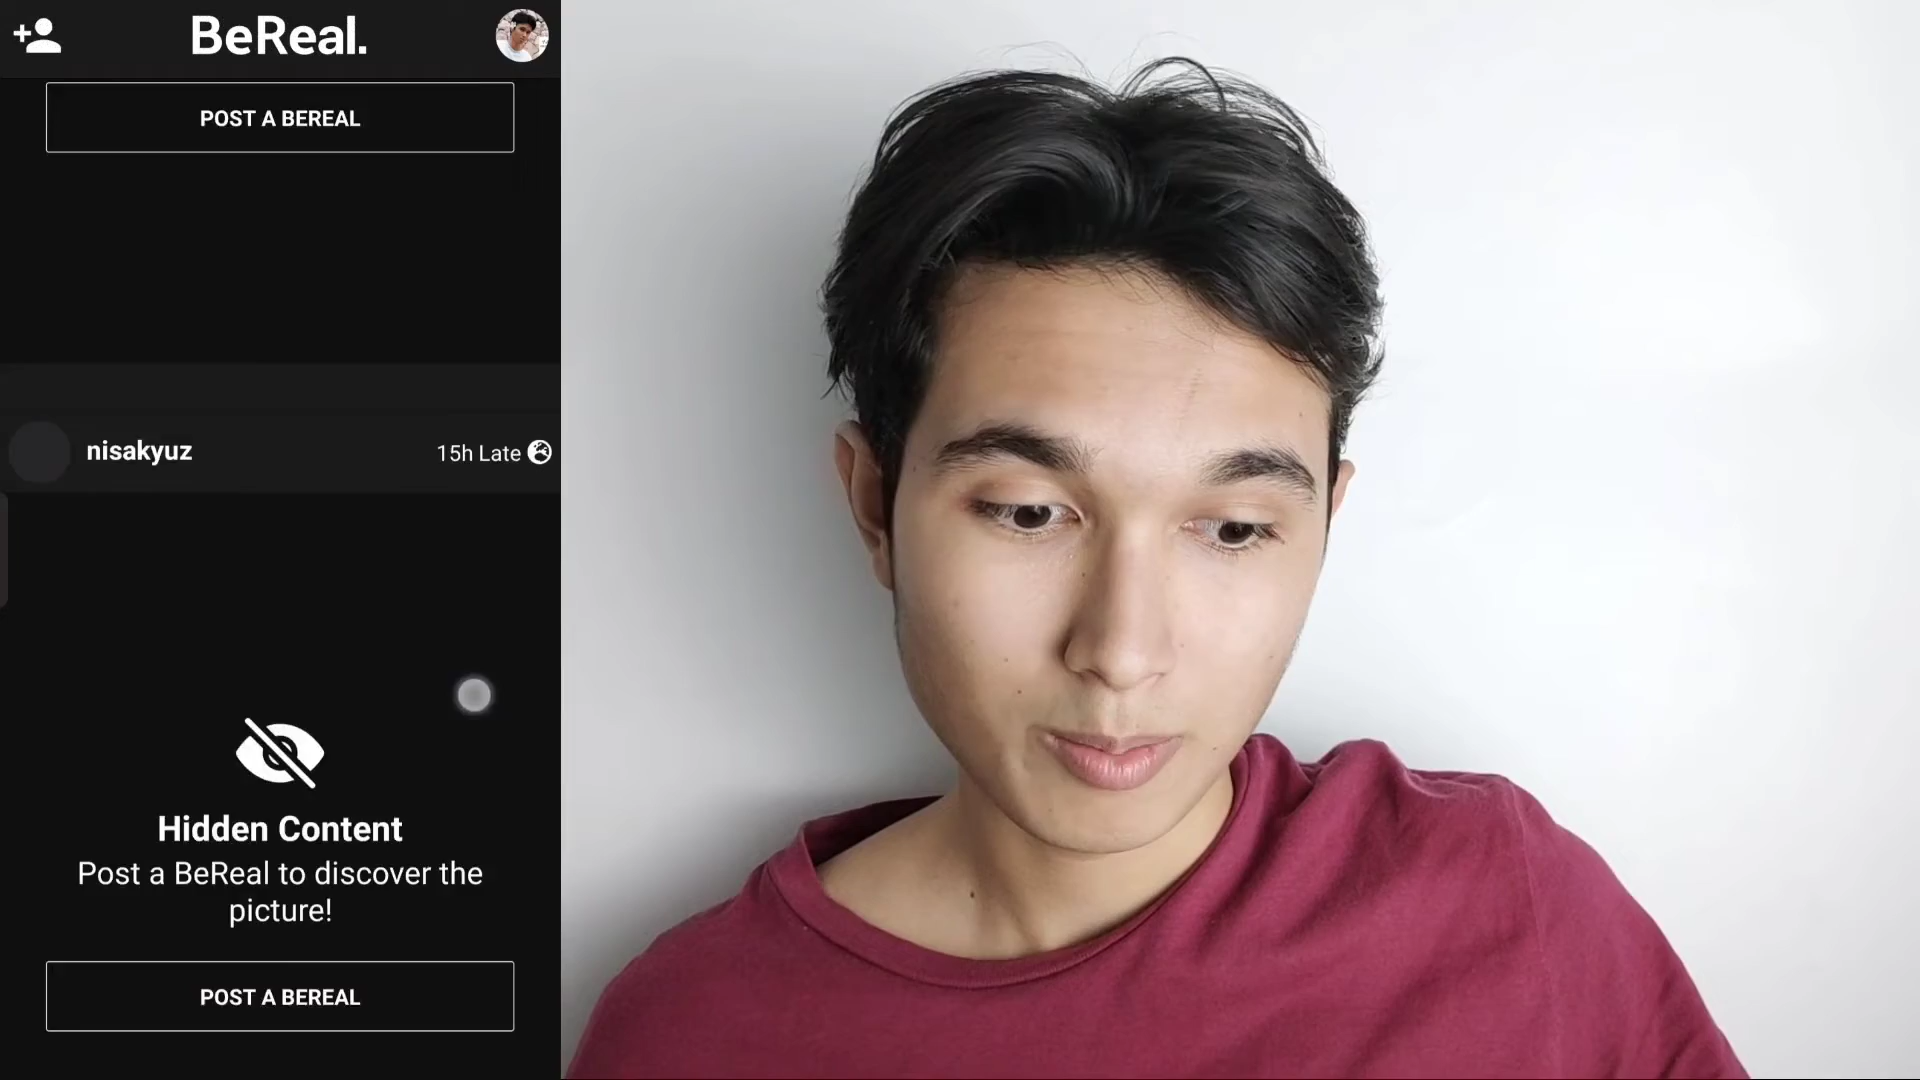 BeReal.
POST A BEREAL
nisakyuz
15h Late
Hidden Content
Post a BeReal to discover the
picture!
POST A BEREAL